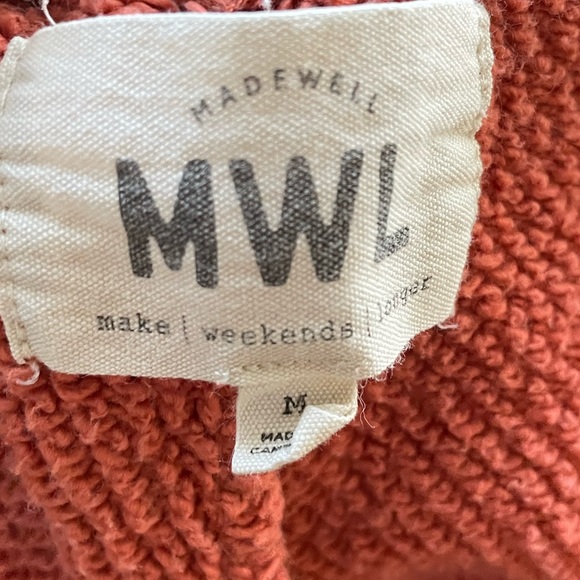 MADEWELL
MWL
make | weekends | longer
M